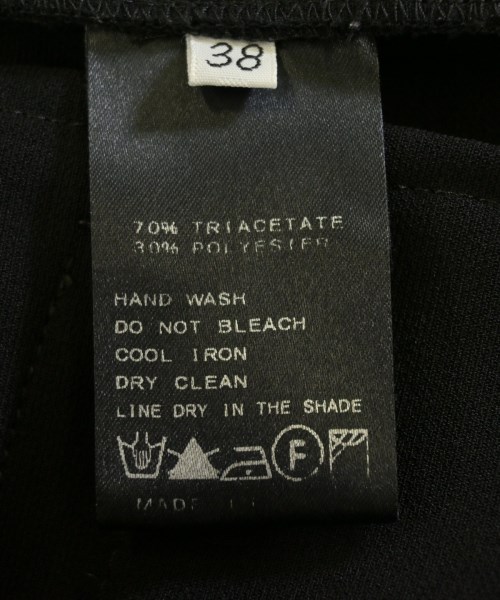 38
70% TRIACETATE
30% POLYESTER
HAND WASH
DO NOT BLEACH
COOL IRON
DRY CLEAN
LINE DRY IN THE SHADE
F
MADE